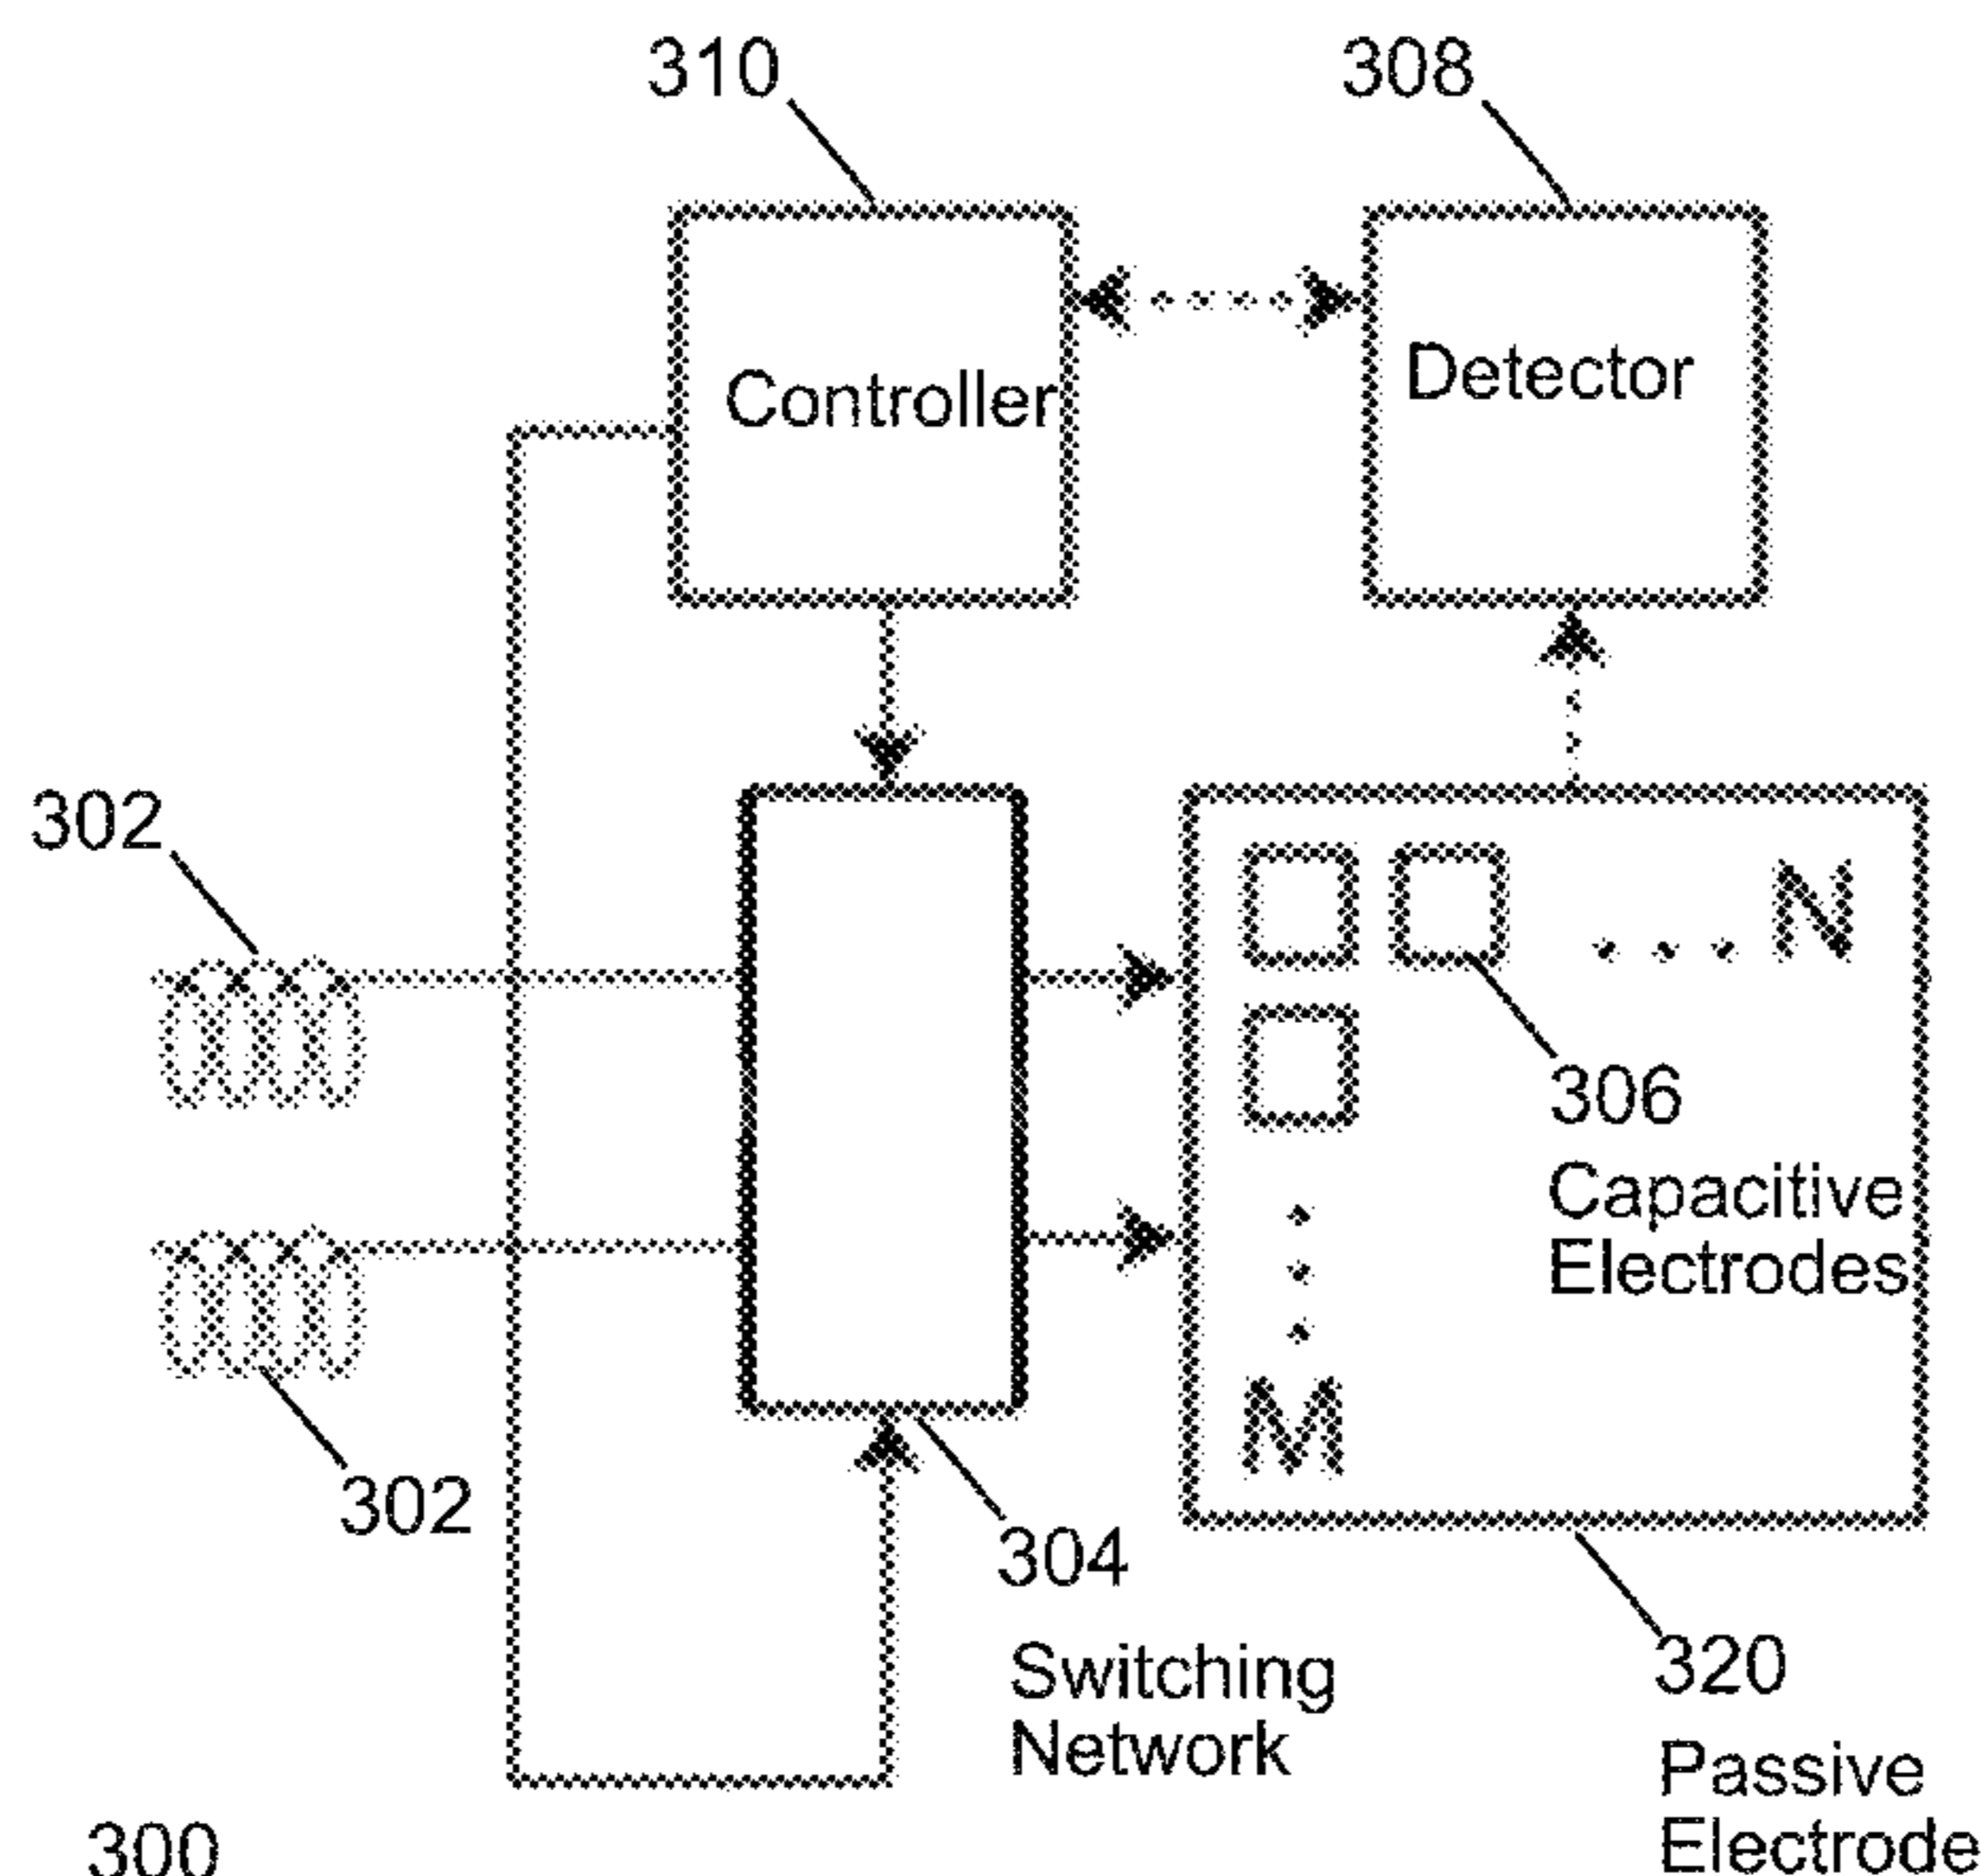 310
308
Controller
Detector
302
N
306
Capacitive
Electrodes
M
302
304
Switching
Network
320
Passive
Electrode
300